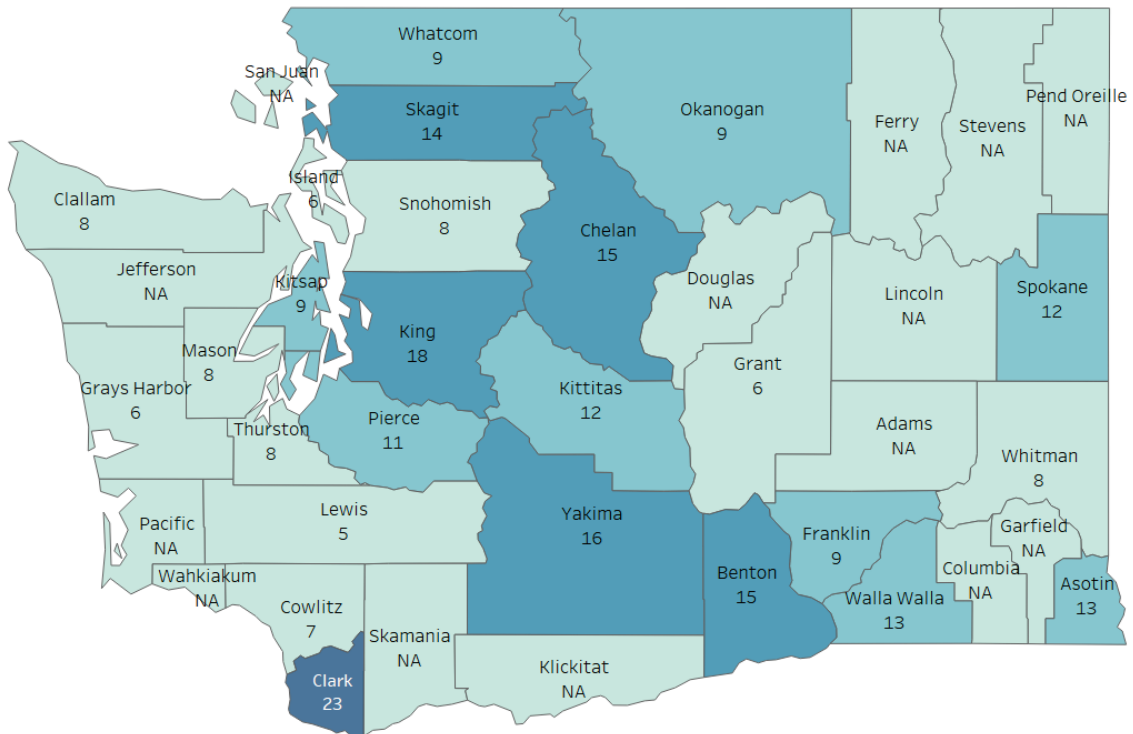 Whatcom
9
San Juan
NA
Skagit
14
Okanogan
9
Ferry
NA
Stevens
NA
Pend Oreille
NA
Island
6
Clallam
8
Snohomish
8
Chelan
15
Jefferson
NA
Kitsap
9
Douglas
NA
Lincoln
NA
Spokane
12
King
18
Mason
8
Grays Harbor
6
Kittitas
12
Grant
6
Pierce
11
Thurston
8
Adams
NA
Whitman
8
Lewis
5
Yakima
16
Pacific
NA
Franklin
9
Garfield
NA
Wahkiakum
NA
Benton
15
Columbia
NA
Asotin
13
Walla Walla
13
Cowlitz
7
Skamania
NA
Klickitat
NA
Clark
23